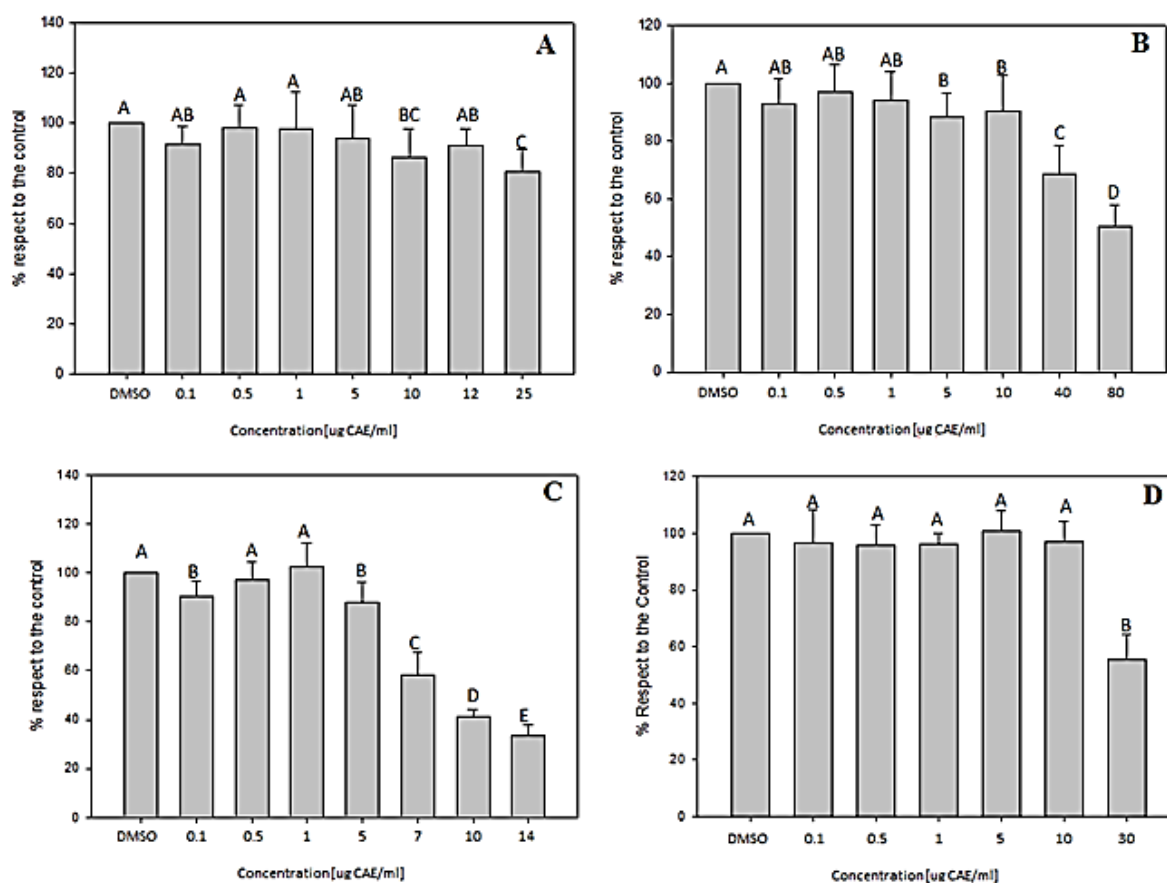 140
120
100
80
60
40
20
0
% respect to the control
A
A AB A A AB BC AB C
DMSO 0.1 0.5 1 5 10 12 25
Concentration[ug CAE/ml]
120
100
80
60
40
20
0
% respect to the control
B
A AB AB AB B B C D
DMSO 0.1 0.5 1 5 10 40 80
Concentration[ug CAE/ml]
140
120
100
80
60
40
20
0
% respect to the control
C
A B A A B C D E
DMSO 0.1 0.5 1 5 7 10 14
Concentration[ug CAE/ml]
120
100
80
60
40
20
0
% Respect to the Control
D
A A A A A A B
DMSO 0.1 0.5 1 5 10 30
Concentration[ug CAE/ml]